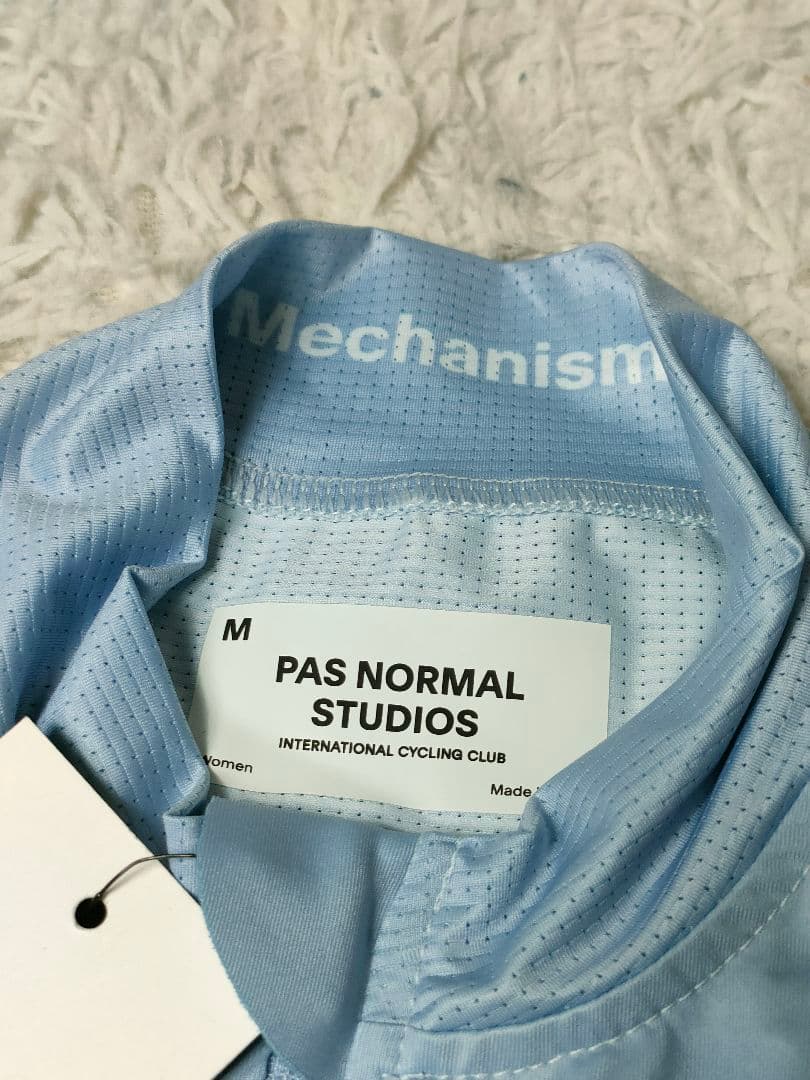 Mechanism
M
PAS NORMAL
STUDIOS
INTERNATIONAL CYCLING CLUB
Women
Made